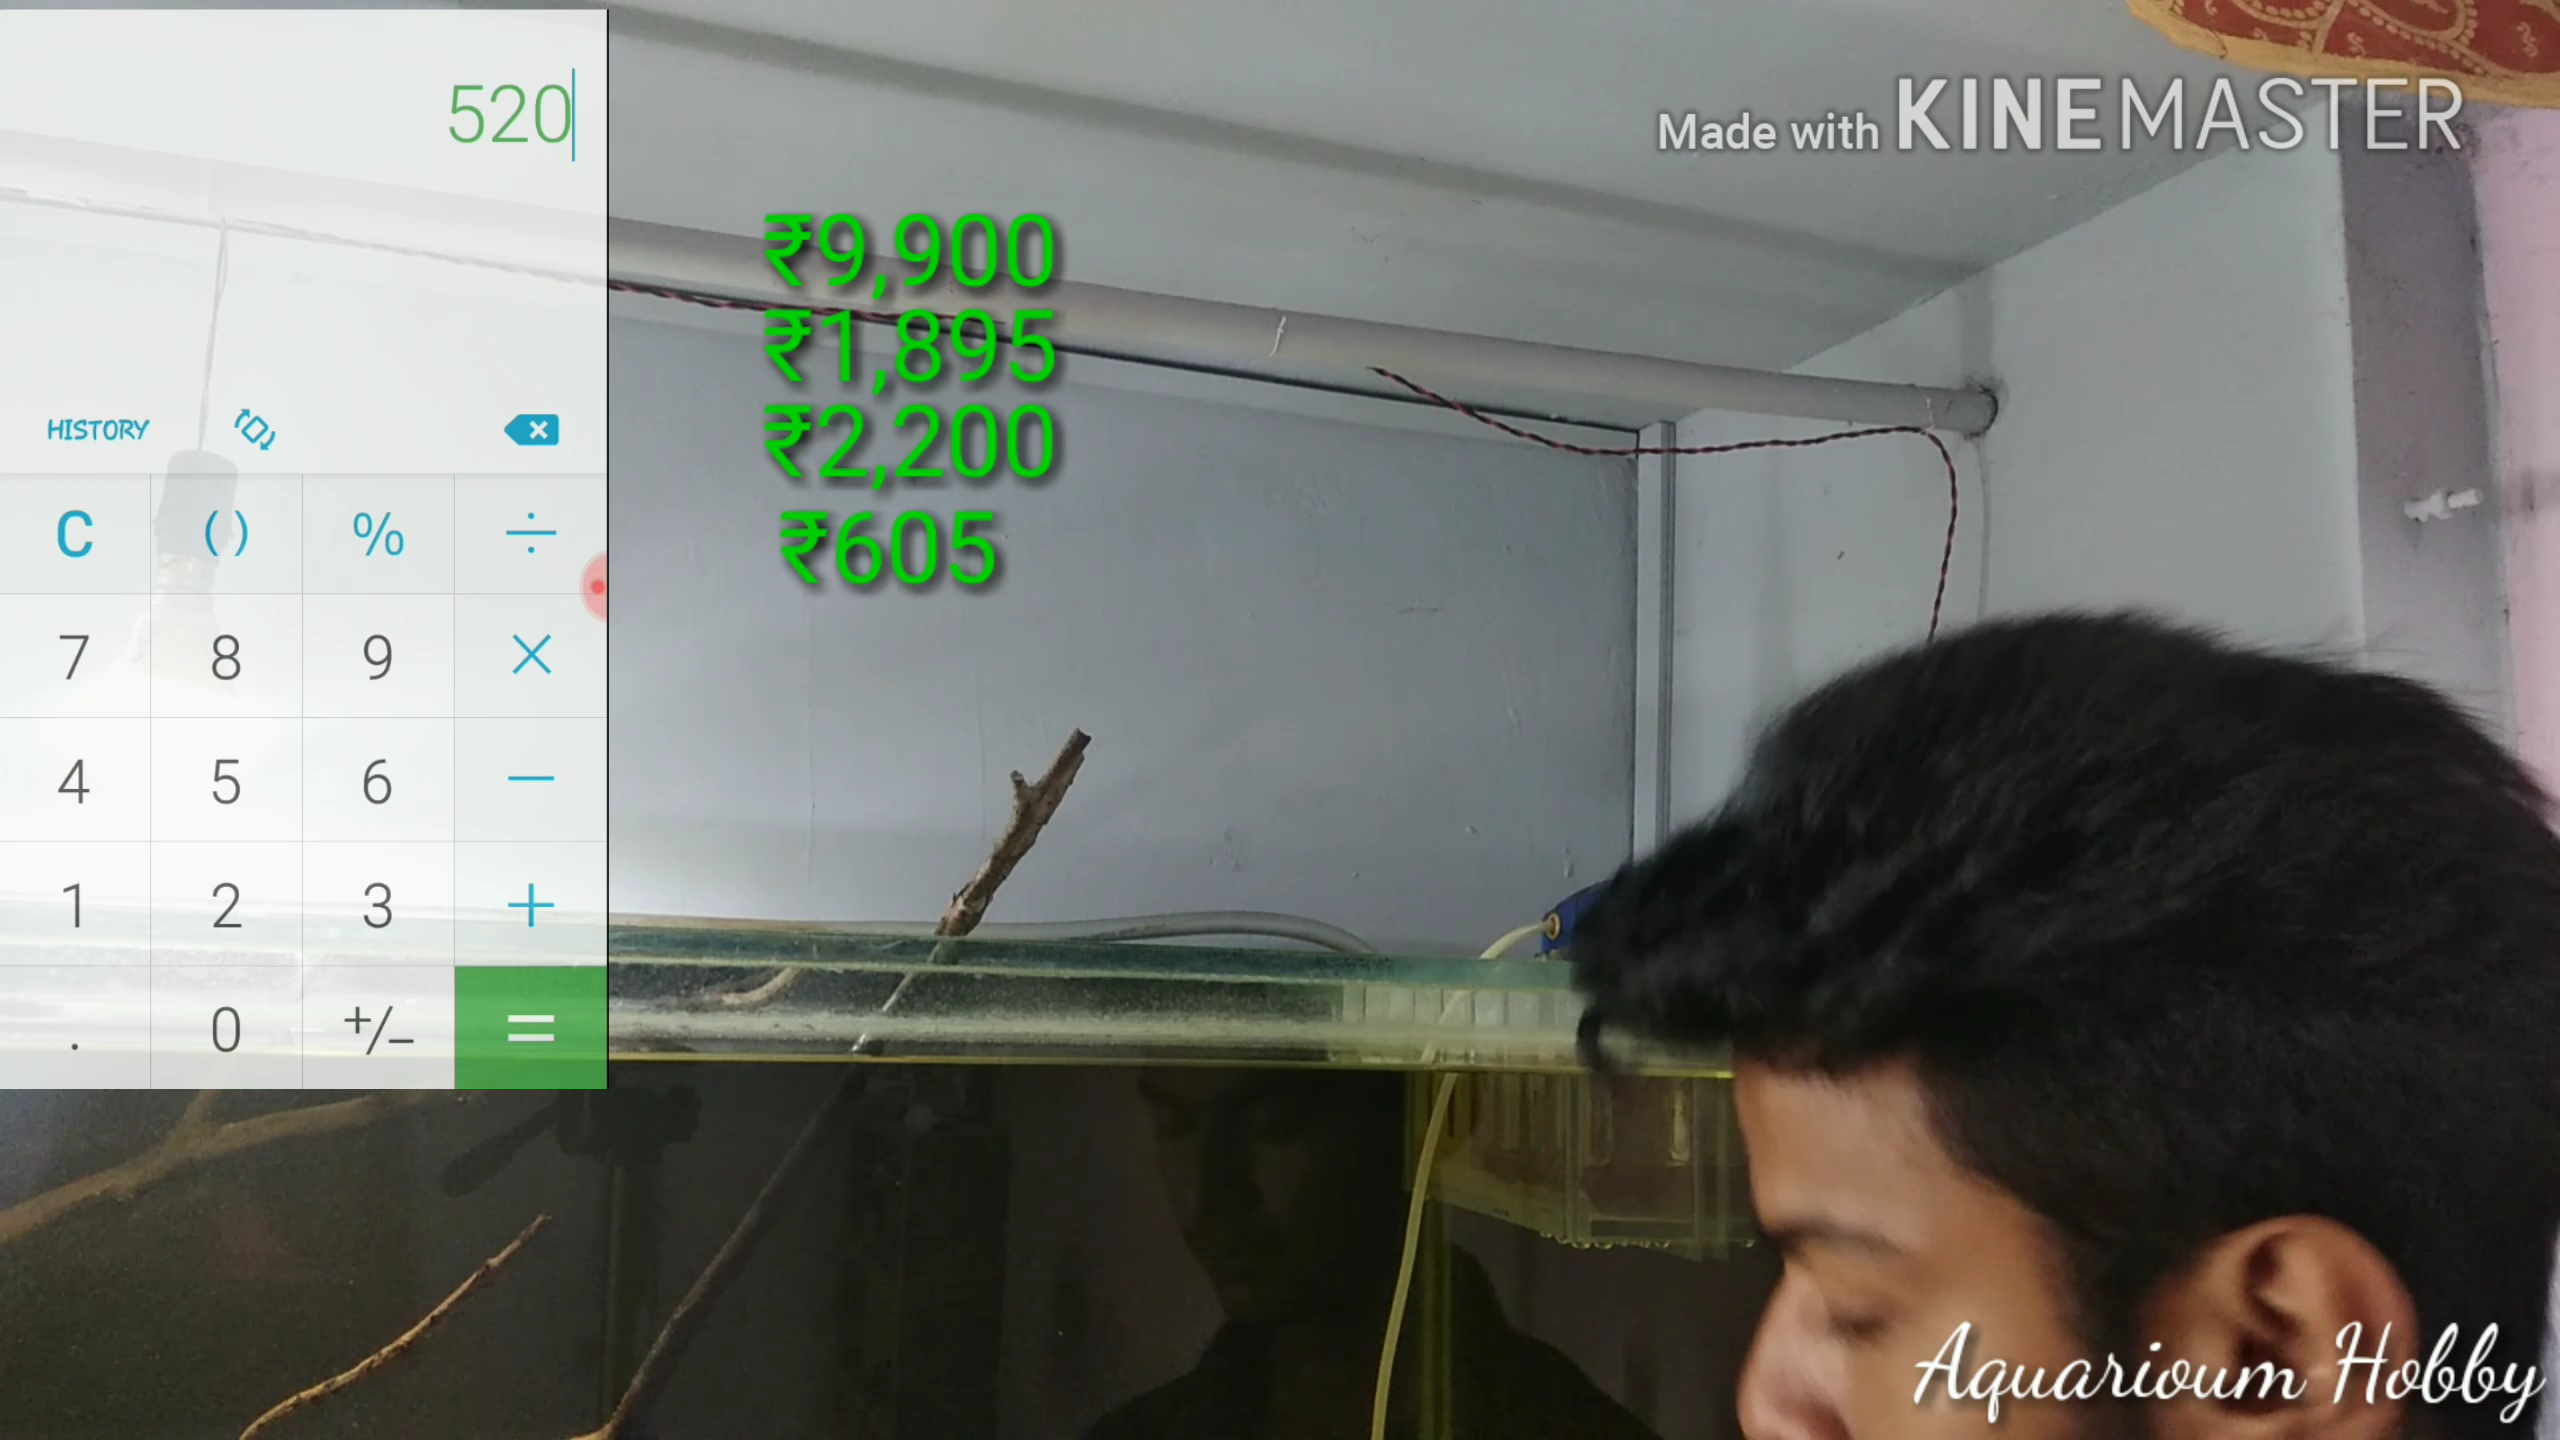 520
HISTORY
C () % ÷
7 8 9 ×
4 5 6 −
1 2 3 +
. 0 +/− =
₹9,900
₹1,895
₹2,200
₹605
Made with KINEMASTER
Aquarioum Hobby